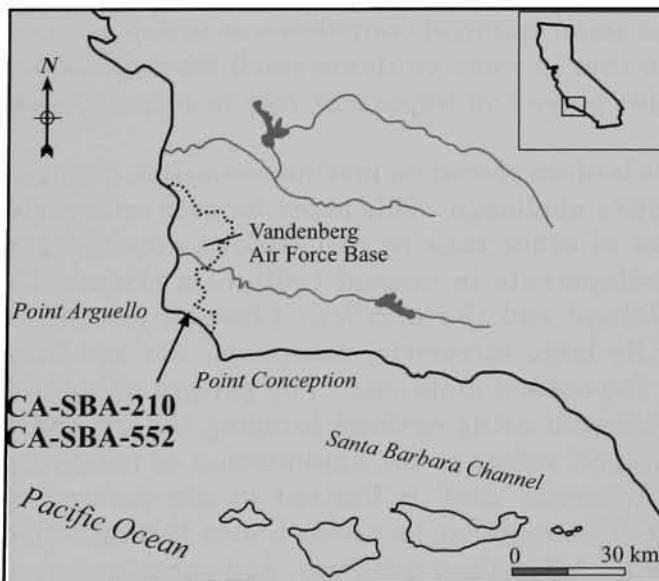 N
Vandenberg
Air Force Base
Point Arguello
Point Conception
CA-SBA-210
CA-SBA-552
Santa Barbara Channel
Pacific Ocean
0 30 km